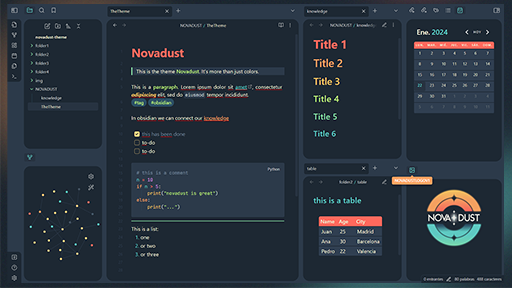 novadust-theme
folder1
folder2
folder3
folder4
img
NOVADUST
knowledge
TheTheme
TheTheme
NOVADUST / TheTheme
Novadust
This is the theme Novadust. It's more than just colors.
This is a paragraph. Lorem ipsum dolor sit amet, consectetur
adipiscing elit, sed do eiusmod tempor incididunt.
#tag #obsidian
In obsidian we can connect our knowledge
this has been done
to-do
to-do
Python
# this is a comment
n = 10
if n > 5:
print("novadust is great")
else:
print("...")
This is a list:
1. one
2. or two
3. or three
knowledge
NOVADUST / knowledge
Title 1
Title 2
Title 3
Title 4
Title 5
Title 6
table
folder2 / table
this is a table
Name Age City
Juan 25 Madrid
Ana 30 Barcelona
Pedro 22 Valencia
Ene. 2024
NOVADUST
0 enlinks 80 palabras 488 caracteres